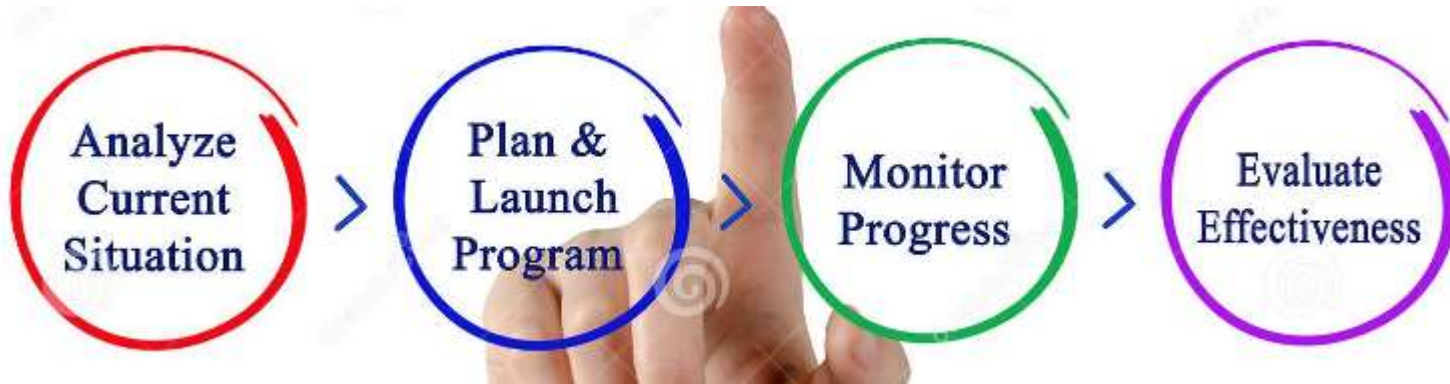 Analyze
Current
Situation
>
Plan &
Launch
Program
>
Monitor
Progress
>
Evaluate
Effectiveness